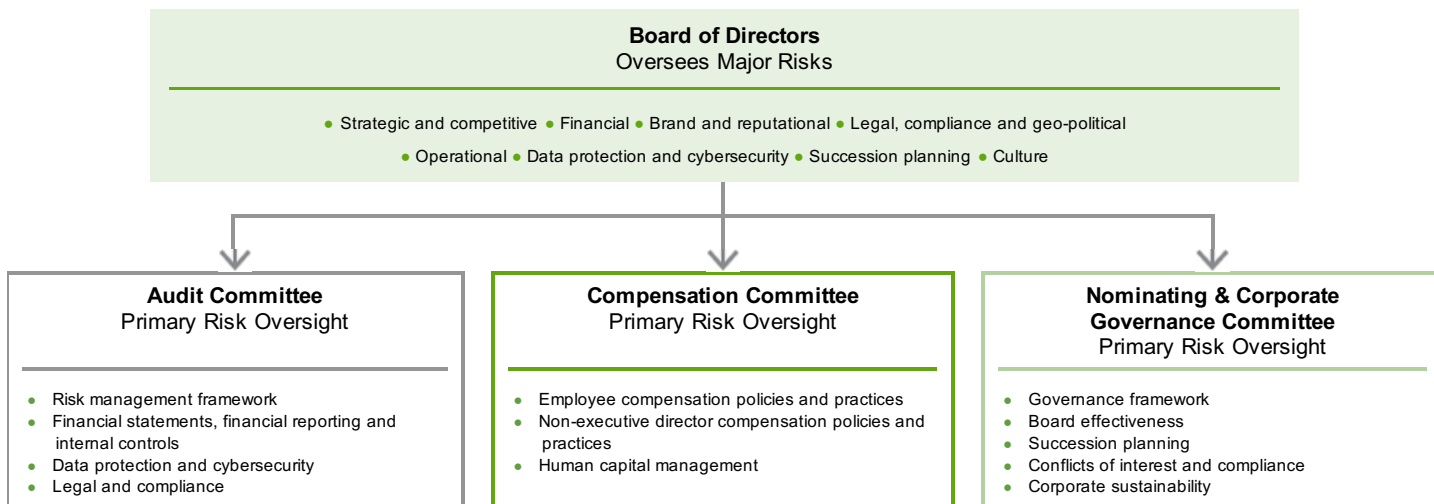 Board of Directors
Oversees Major Risks
● Strategic and competitive ● Financial ● Brand and reputational ● Legal, compliance and geo-political
● Operational ● Data protection and cybersecurity ● Succession planning ● Culture
Audit Committee
Primary Risk Oversight
● Risk management framework
● Financial statements, financial reporting and
internal controls
● Data protection and cybersecurity
● Legal and compliance
Compensation Committee
Primary Risk Oversight
● Employee compensation policies and practices
● Non-executive director compensation policies and
practices
● Human capital management
Nominating & Corporate
Governance Committee
Primary Risk Oversight
● Governance framework
● Board effectiveness
● Succession planning
● Conflicts of interest and compliance
● Corporate sustainability